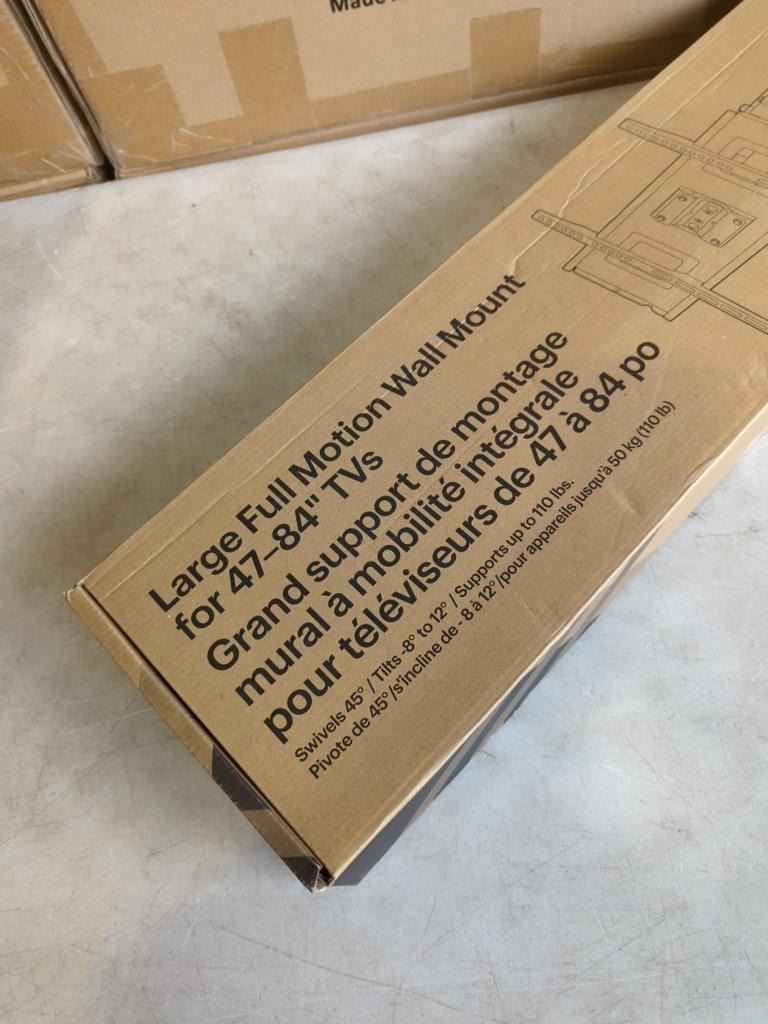 Made
Large Full Motion Wall Mount
for 47-84" TVs
Grand support de montage
mural à mobilité intégrale
pour téléviseurs de 47 à 84 po
Swivels 45° / Tilts -8° to 12° / Supports up to 110 lbs.
Pivote de 45°/s'incline de - 8 à 12°/pour appareils jusqu'à 50 kg (110 lb)